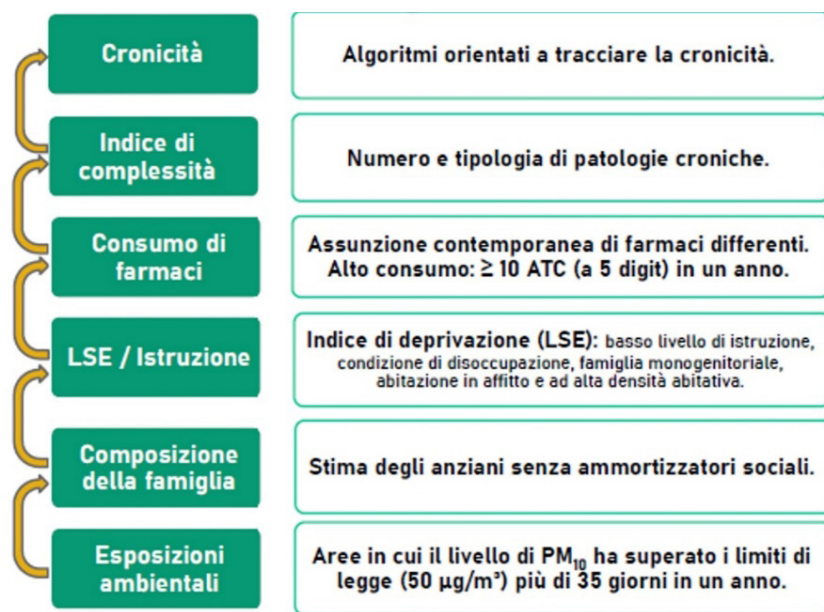 Cronicità
Algoritmi orientati a tracciare la cronicità.
Indice di
complessità
Numero e tipologia di patologie croniche.
Consumo di
farmaci
Assunzione contemporanea di farmaci differenti.
Alto consumo: ≥ 10 ATC (a 5 digit) in un anno.
LSE / Istruzione
Indice di deprivazione (LSE): basso livello di istruzione,
condizione di disoccupazione, famiglia monogenitoriale,
abitazione in affitto e ad alta densità abitativa.
Composizione
della famiglia
Stima degli anziani senza ammortizzatori sociali.
Esposizioni
ambientali
Aree in cui il livello di PM₁₀ ha superato i limiti di
legge (50 µg/m³) più di 35 giorni in un anno.